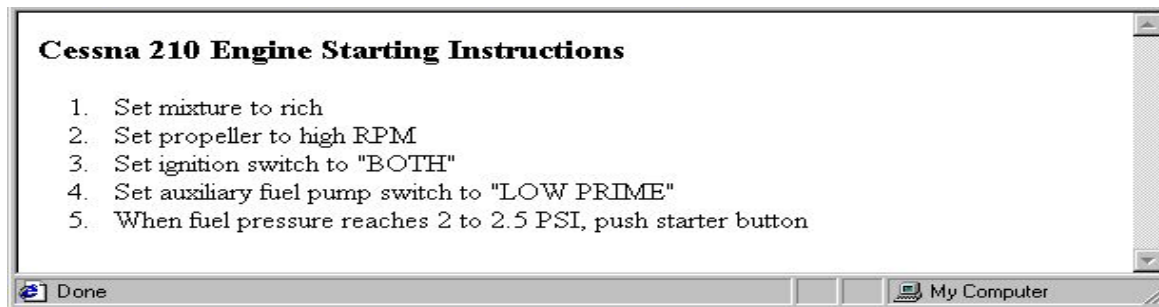 Cessna 210 Engine Starting Instructions
1. Set mixture to rich
2. Set propeller to high RPM
3. Set ignition switch to "BOTH"
4. Set auxiliary fuel pump switch to "LOW PRIME"
5. When fuel pressure reaches 2 to 2.5 PSI, push starter button
Done My Computer